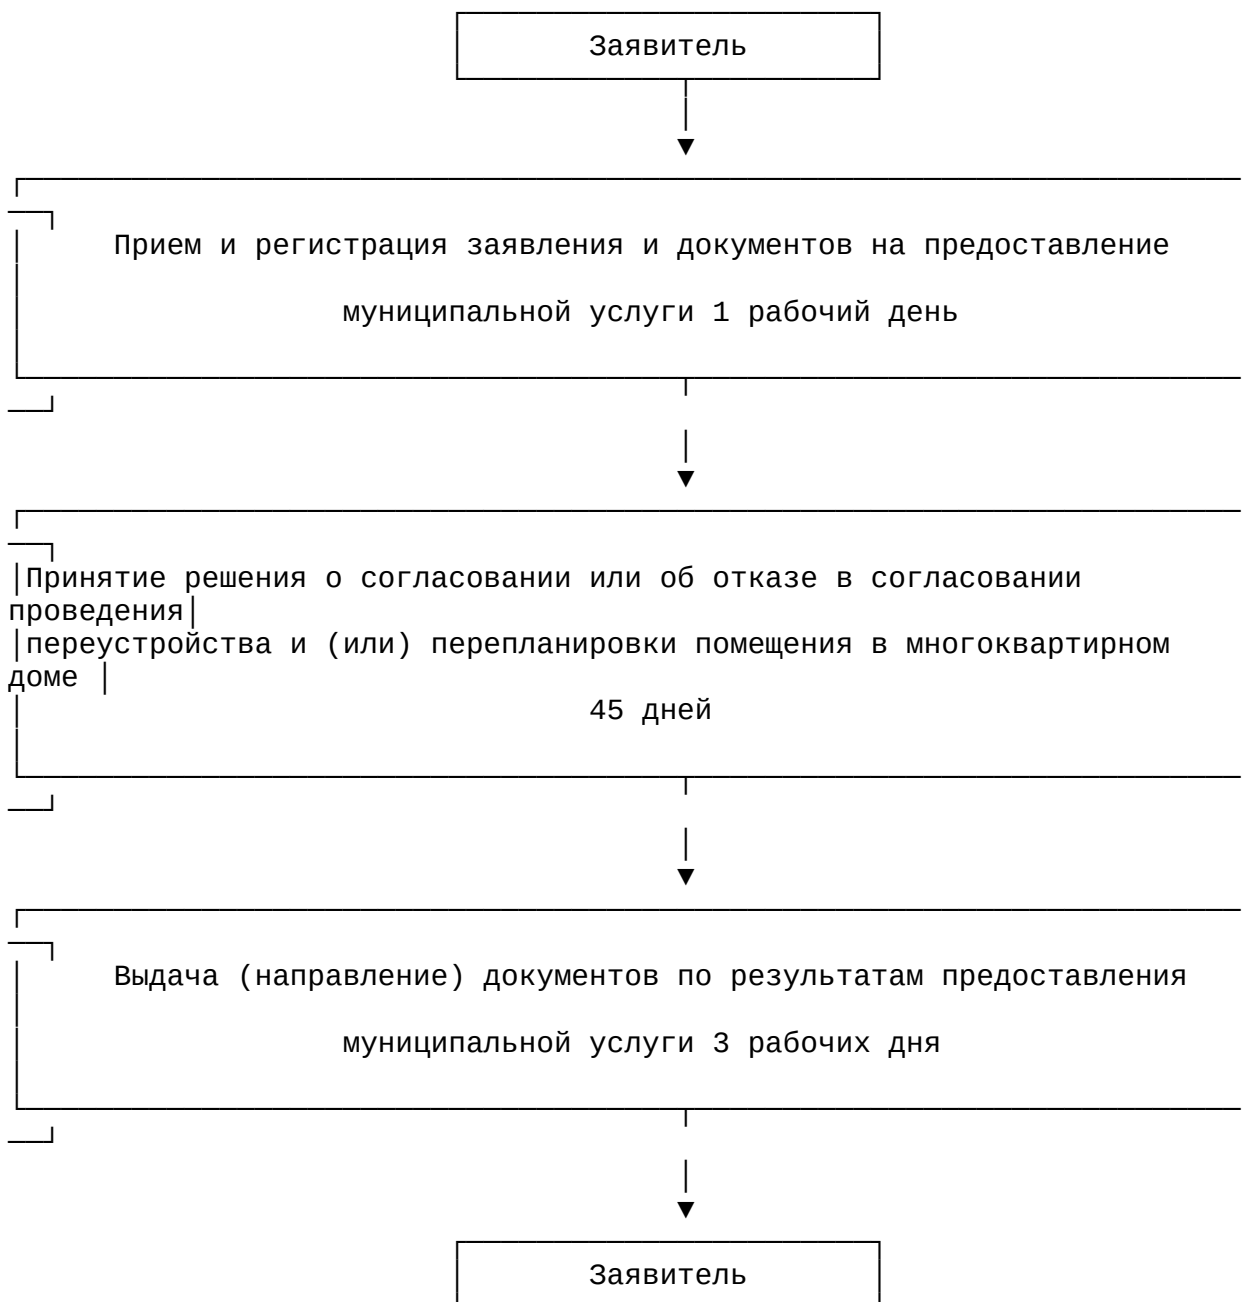 Заявитель
Прием и регистрация заявления и документов на предоставление
муниципальной услуги 1 рабочий день
Принятие решения о согласовании или об отказе в согласовании
проведения
переустройства и (или) перепланировки помещения в многоквартирном
доме
45 дней
Выдача (направление) документов по результатам предоставления
муниципальной услуги 3 рабочих дня
Заявитель